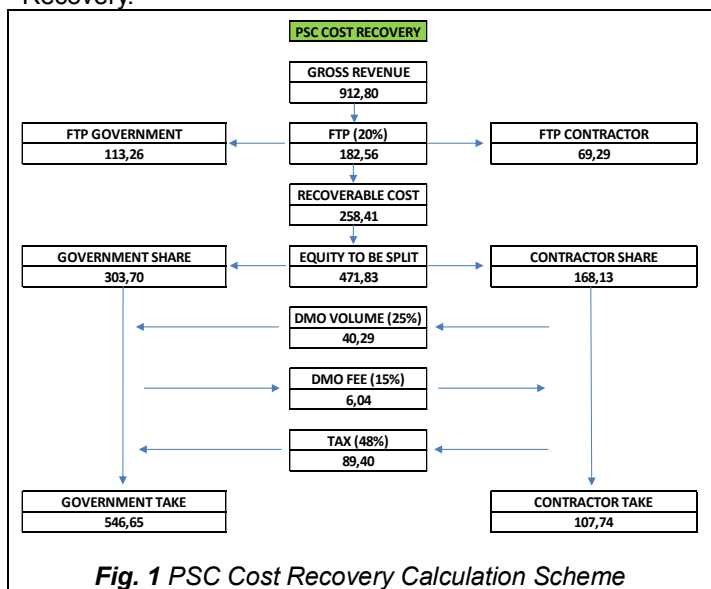 Recovery.
PSC COST RECOVERY
GROSS REVENUE
912,80
FTP GOVERNMENT FTP (20%) FTP CONTRACTOR
113,26 182,56 69,29
RECOVERABLE COST
258,41
GOVERNMENT SHARE EQUITY TO BE SPLIT CONTRACTOR SHARE
303,70 471,83 168,13
DMO VOLUME (25%)
40,29
DMO FEE (15%)
6,04
TAX (48%)
89,40
GOVERNMENT TAKE CONTRACTOR TAKE
546,65 107,74
Fig. 1 PSC Cost Recovery Calculation Scheme